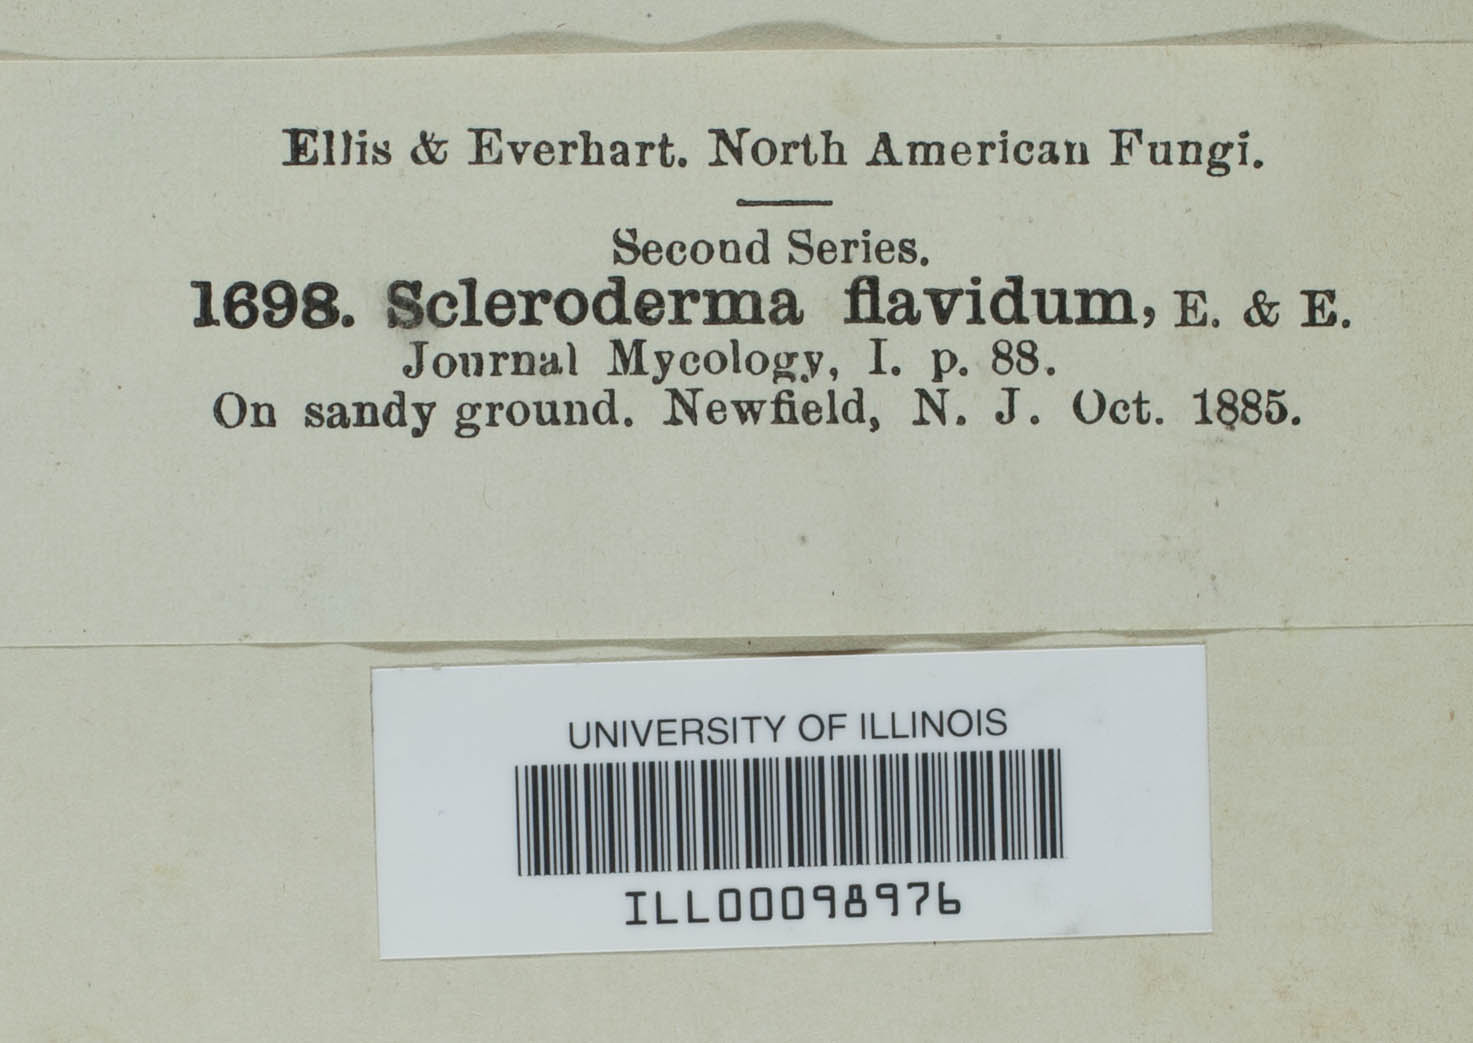 Ellis & Everhart. North American Fungi.
Second Series.
1698. Scleroderma flavidum, E. & E.
Journal Mycology, I. p. 88.
On sandy ground. Newfield, N. J. Oct. 1885.
UNIVERSITY OF ILLINOIS
ILL00098976